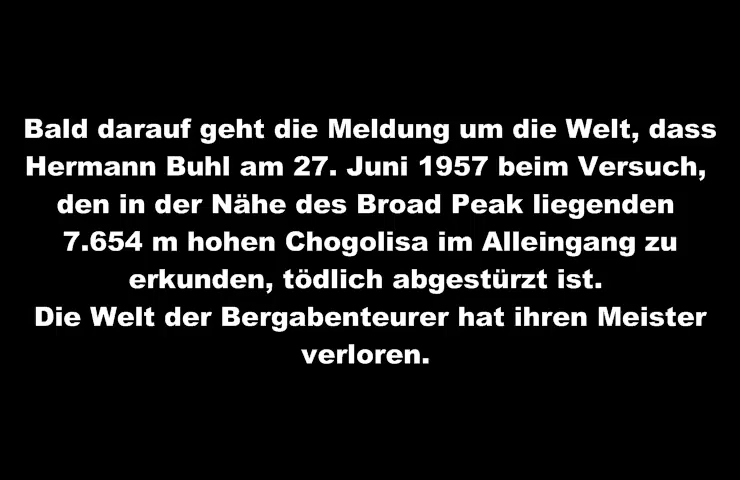 Bald darauf geht die Meldung um die Welt, dass
Hermann Buhl am 27. Juni 1957 beim Versuch,
den in der Nähe des Broad Peak liegenden
7.654 m hohen Chogolisa im Alleingang zu
erkunden, tödlich abgestürzt ist.
Die Welt der Bergabenteurer hat ihren Meister
verloren.